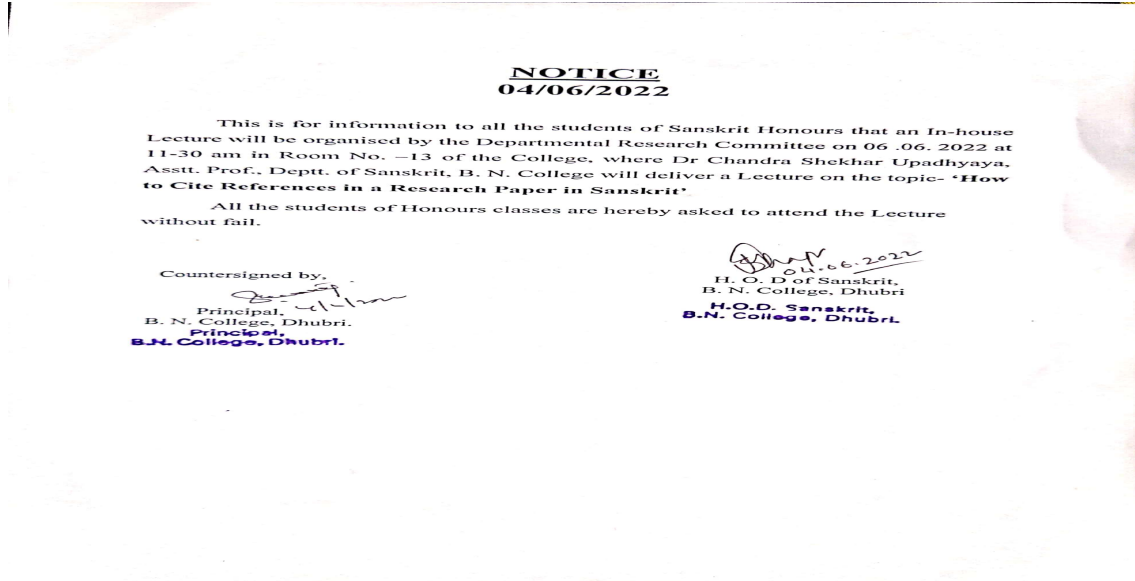 NOTICE
04/06/2022
This is for information to all the students of Sanskrit Honours that an In-house
Lecture will be organised by the Departmental Research Committee on 06 .06. 2022 at
11-30 am in Room No. –13 of the College, where Dr Chandra Shekhar Upadhyaya,
Asstt. Prof., Deptt. of Sanskrit, B. N. College will deliver a Lecture on the topic- ‘How
to Cite References in a Research Paper in Sanskrit’
All the students of Honours classes are hereby asked to attend the Lecture
without fail.
04.06.2022
H. O. D of Sanskrit,
B. N. College, Dhubri
H.O.D. Sanskrit,
B.N. College, Dhubri.
Countersigned by,
Principal,
B. N. College, Dhubri.
Principal,
B.N. College, Dhubri.